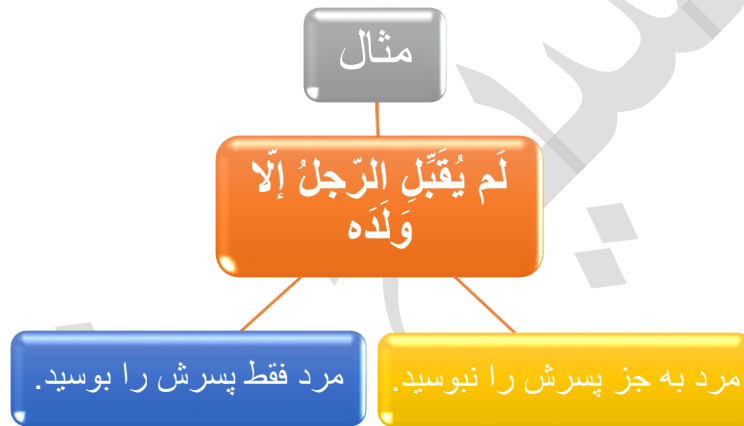 مثال
لَم يُقَبِّلِ الرّجلُ إلّا
وَلَدَه
مرد به جز پسرش را نبوسید.
مرد فقط پسرش را بوسید.